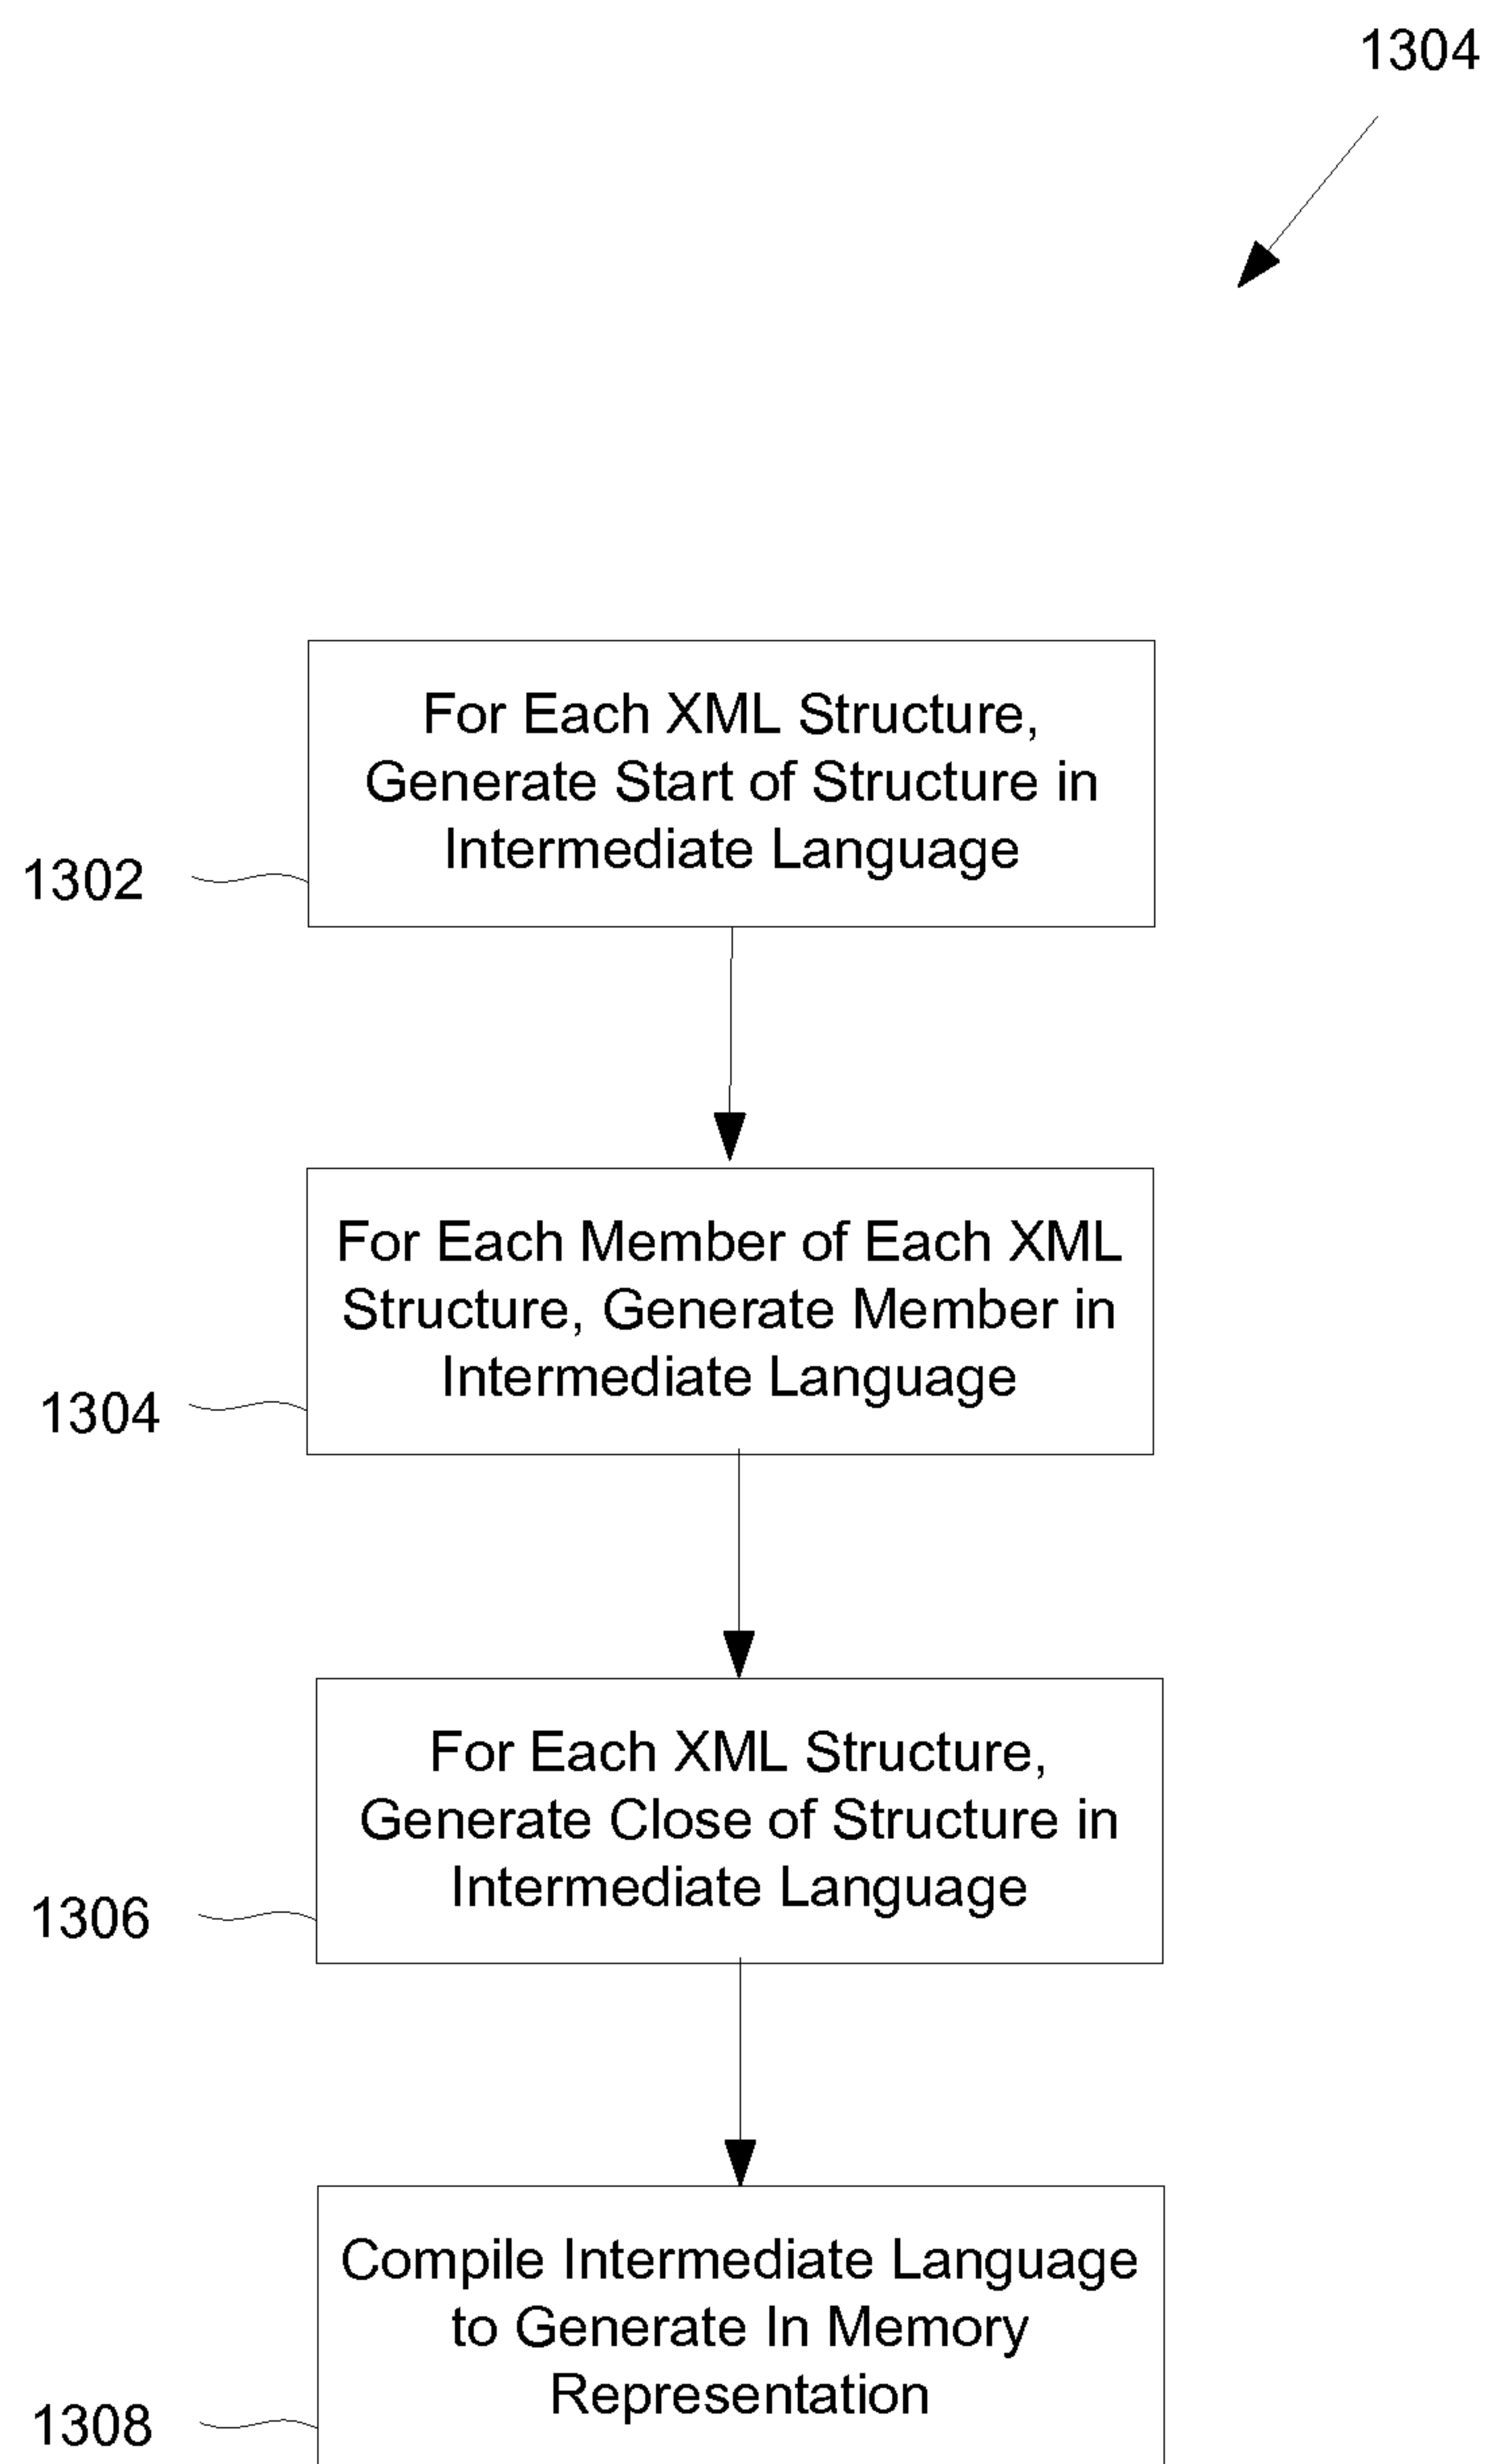 1304
For Each XML Structure,
Generate Start of Structure in
Intermediate Language
1302
For Each Member of Each XML
Structure, Generate Member in
Intermediate Language
1304
For Each XML Structure,
Generate Close of Structure in
Intermediate Language
1306
Compile Intermediate Language
to Generate In Memory
Representation
1308